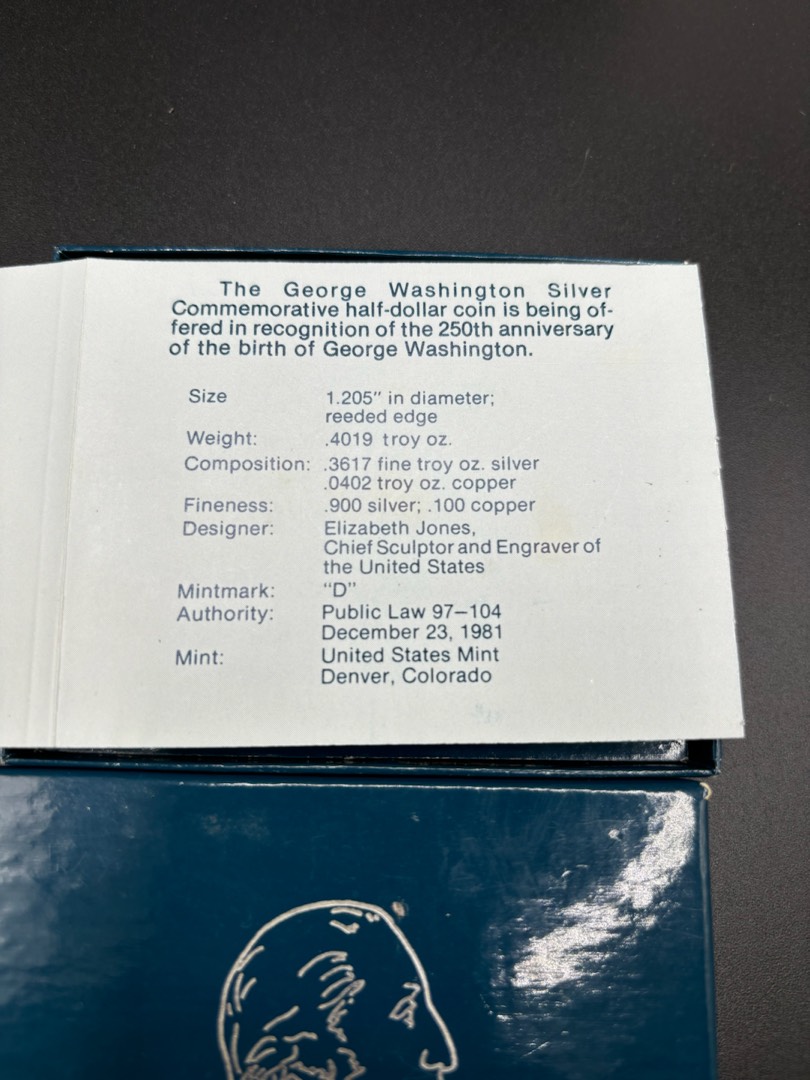 The George Washington Silver
Commemorative half-dollar coin is being of-
fered in recognition of the 250th anniversary
of the birth of George Washington.
Size 1.205" in diameter;
reeded edge
Weight: .4019 troy oz.
Composition: .3617 fine troy oz. silver
.0402 troy oz. copper
Fineness: .900 silver; .100 copper
Designer: Elizabeth Jones,
Chief Sculptor and Engraver of
the United States
Mintmark: “D”
Authority: Public Law 97–104
December 23, 1981
Mint: United States Mint
Denver, Colorado